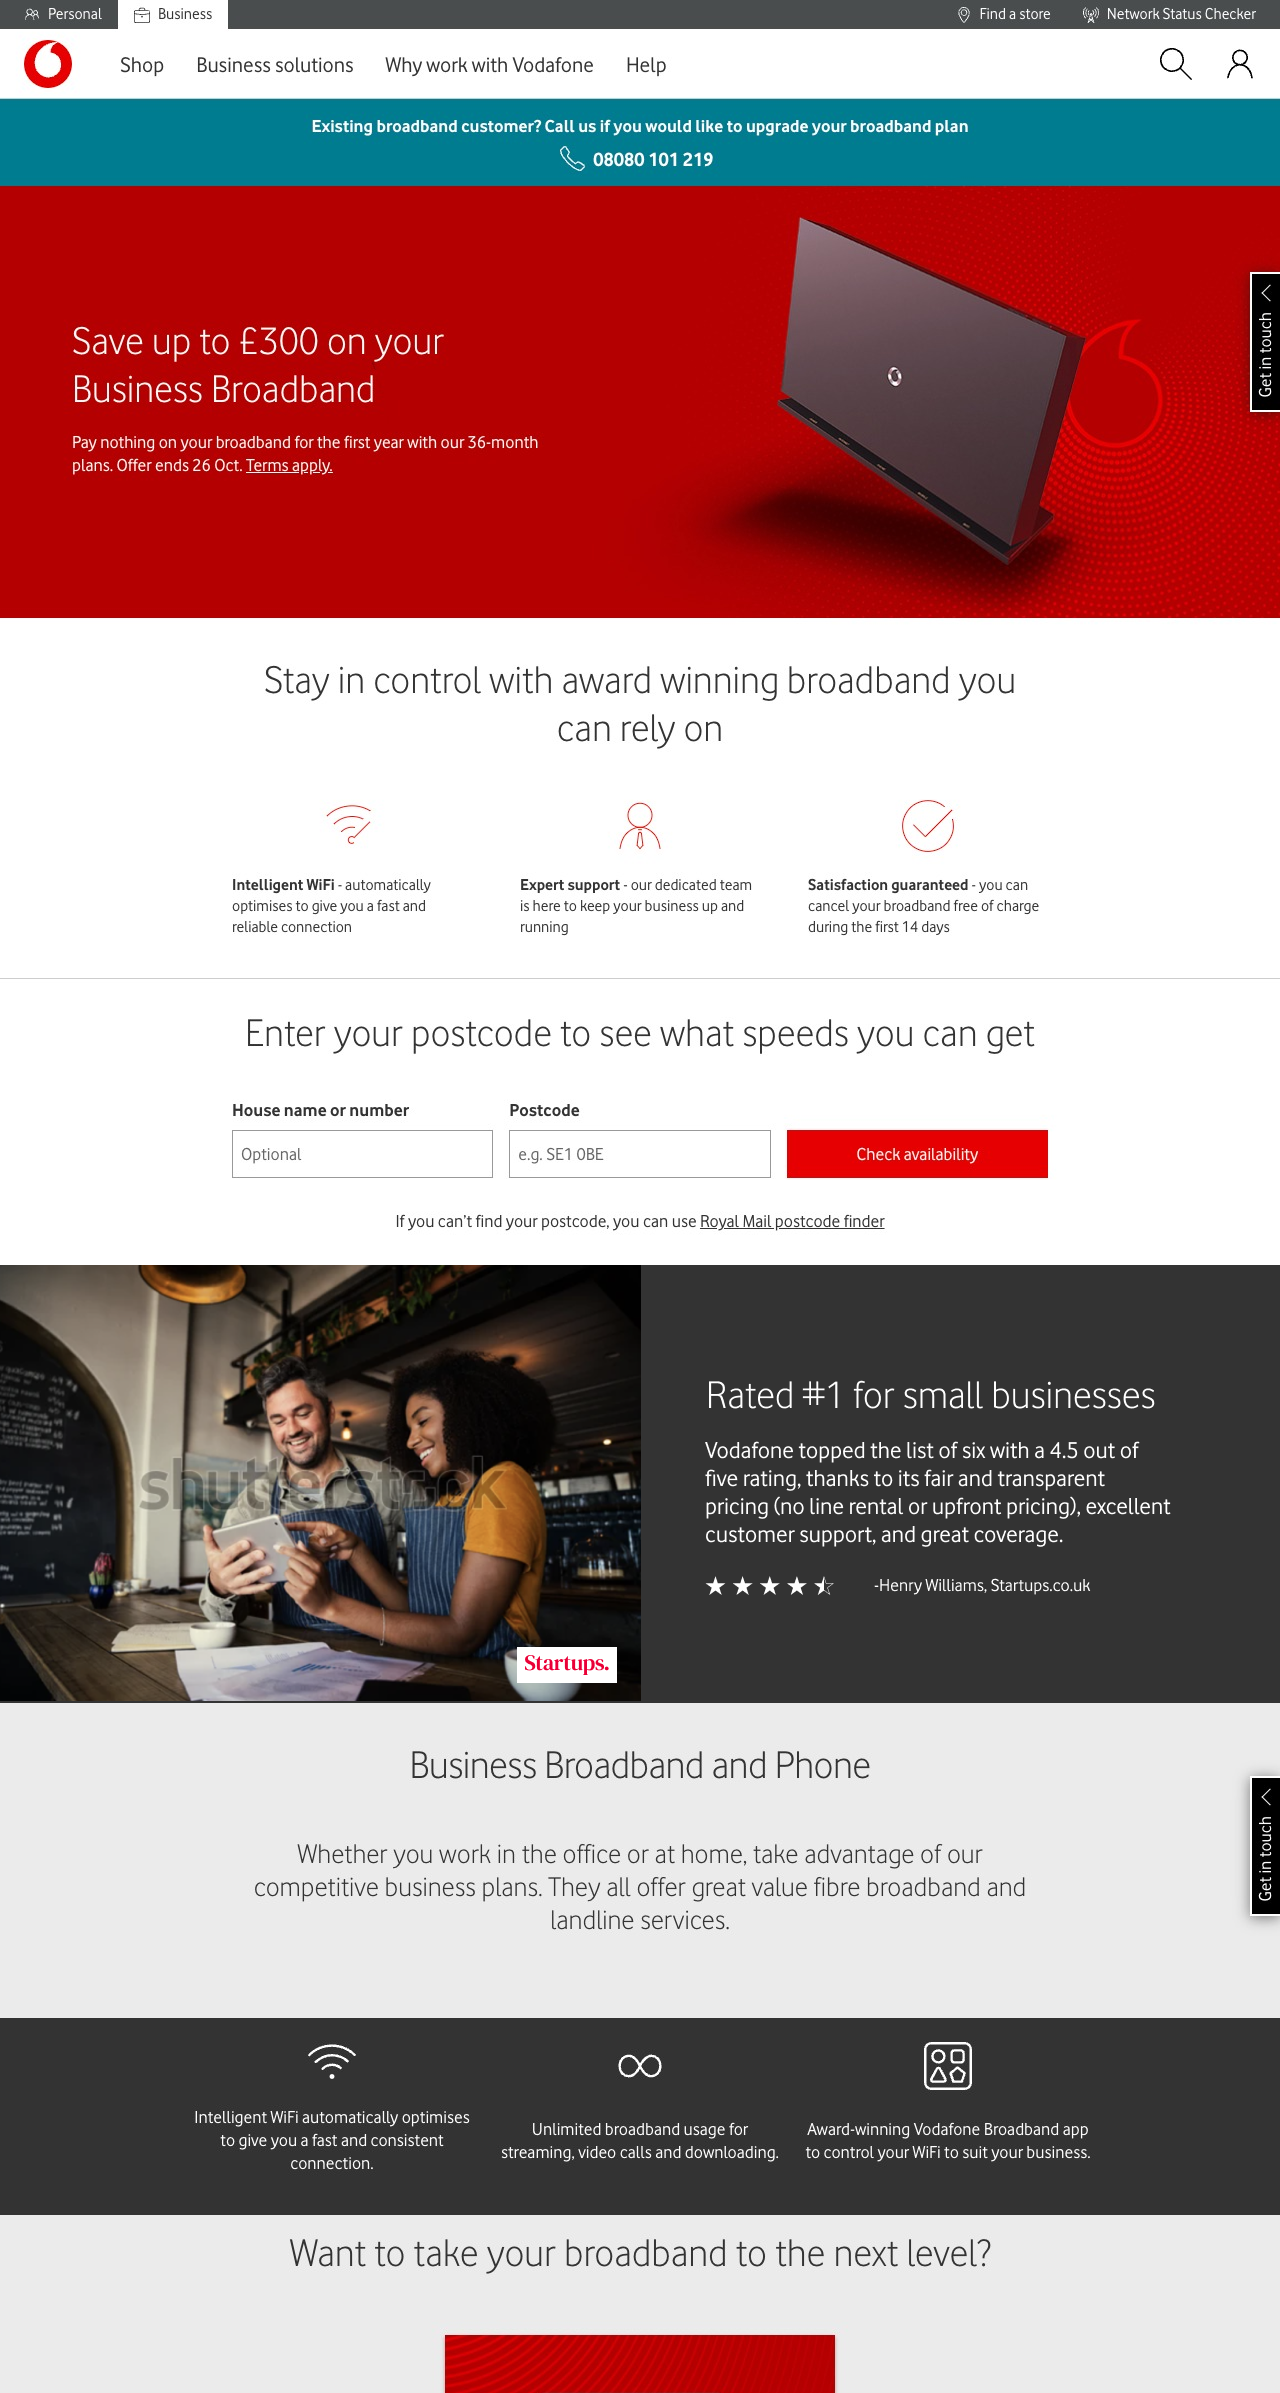 Personal
Business
Find a store
Network Status Checker
Shop
Business solutions
Why work with Vodafone
Help
Existing broadband customer? Call us if you would like to upgrade your broadband plan
08080 101 219
Save up to £300 on your
Business Broadband
Pay nothing on your broadband for the first year with our 36-month
plans. Offer ends 26 Oct. Terms apply.
Get in touch
Stay in control with award winning broadband you
can rely on
Intelligent WiFi - automatically
optimises to give you a fast and
reliable connection
Expert support - our dedicated team
is here to keep your business up and
running
Satisfaction guaranteed - you can
cancel your broadband free of charge
during the first 14 days
Enter your postcode to see what speeds you can get
House name or number
Postcode
Optional
e.g. SE1 0BE
Check availability
If you can’t find your postcode, you can use Royal Mail postcode finder
shutterstock
Startups.
Rated #1 for small businesses
Vodafone topped the list of six with a 4.5 out of
five rating, thanks to its fair and transparent
pricing (no line rental or upfront pricing), excellent
customer support, and great coverage.
-Henry Williams, Startups.co.uk
Business Broadband and Phone
Whether you work in the office or at home, take advantage of our
competitive business plans. They all offer great value fibre broadband and
landline services.
Get in touch
Intelligent WiFi automatically optimises
to give you a fast and consistent
connection.
Unlimited broadband usage for
streaming, video calls and downloading.
Award-winning Vodafone Broadband app
to control your WiFi to suit your business.
Want to take your broadband to the next level?